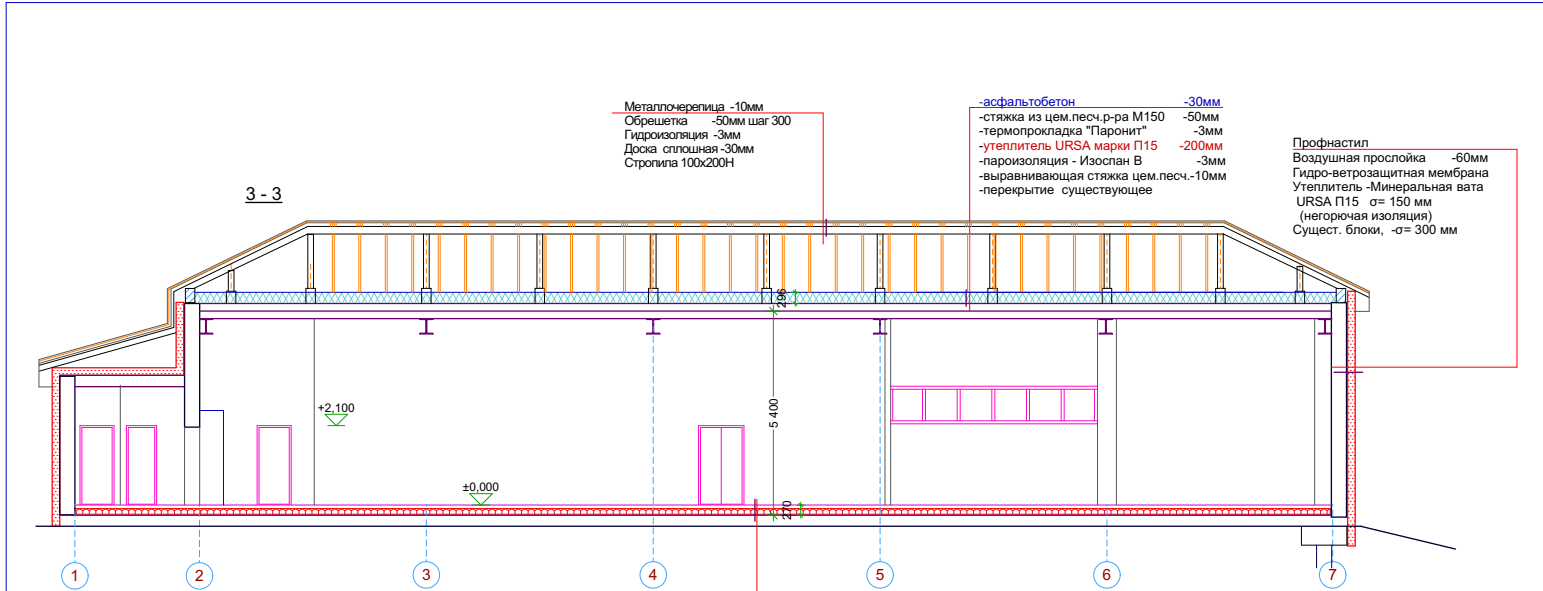 Металлочерепица -10мм
Обрешетка -50мм шаг 300
Гидроизоляция -3мм
Доска сплошная -30мм
Стропила 100х200Н
-асфальтобетон -30мм
-стяжка из цем.песч.р-ра М150 -50мм
-термопрокладка "Паронит" -3мм
-утеплитель URSA марки П15 -200мм
-пароизоляция - Изоспан В -3мм
-выравнивающая стяжка цем.песч.-10мм
-перекрытие существующее
Профнастил
Воздушная прослойка -60мм
Гидро-ветрозащитная мембрана
Утеплитель -Минеральная вата
URSA П15 σ= 150 мм
(негорючая изоляция)
Сущест. блоки, -σ= 300 мм
3 - 3
296
+2,100
5 400
±0,000
270
1
2
3
4
5
6
7